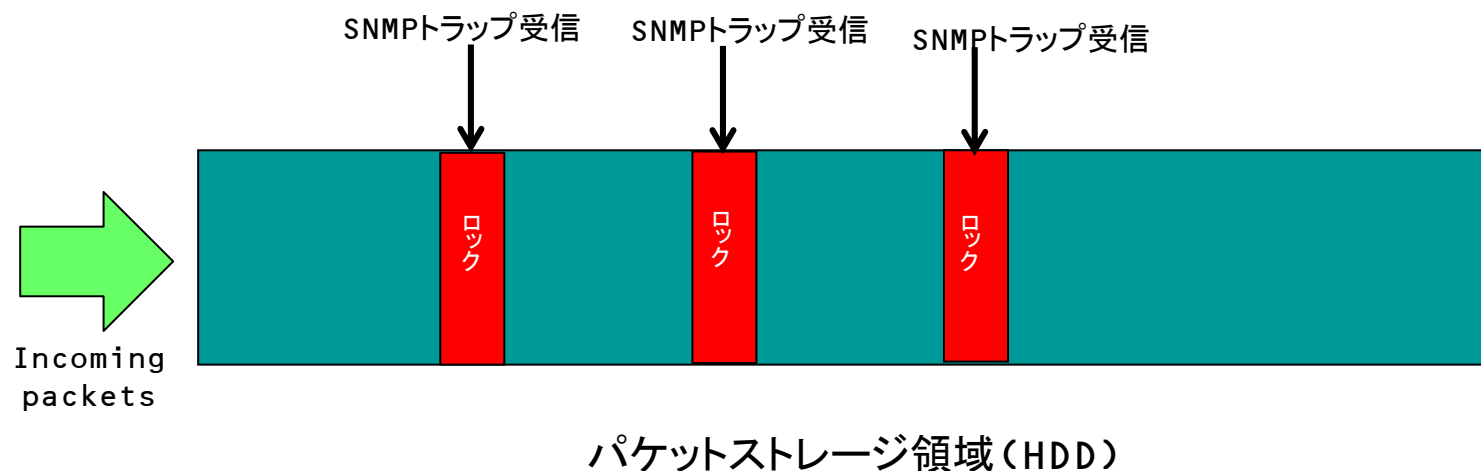 SNMPトラップ受信
SNMPトラップ受信
SNMPトラップ受信
ロック
ロック
ロック
Incoming
packets
パケットストレージ領域(HDD)